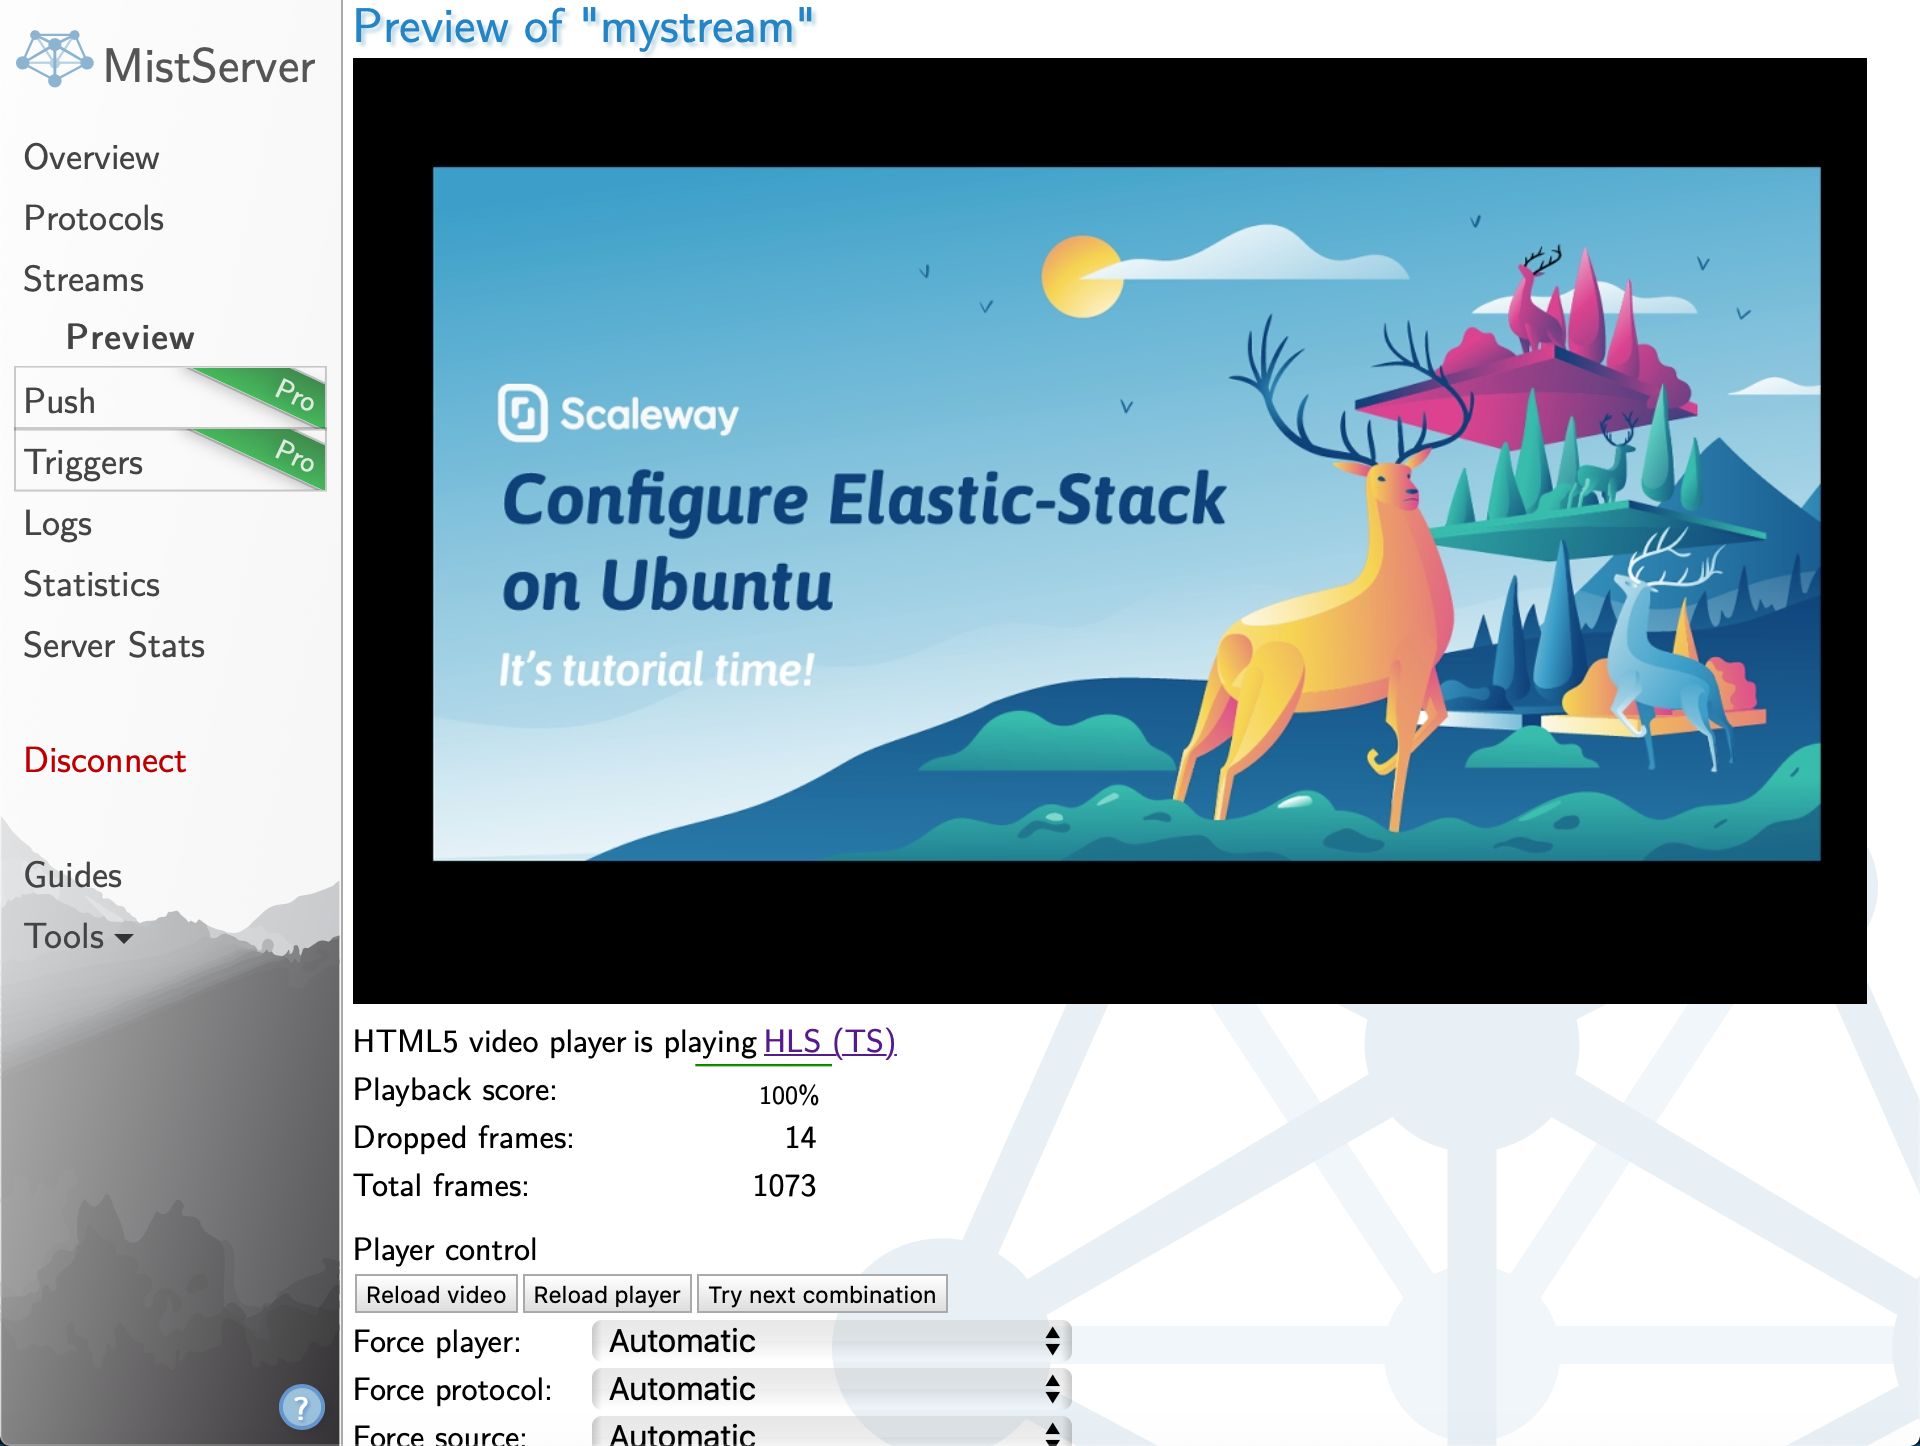 MistServer
Overview
Protocols
Streams
Preview
Push
Pro
Triggers
Pro
Logs
Statistics
Server Stats
Disconnect
Guides
Tools
?
Preview of "mystream"
Scaleway
Configure Elastic-Stack
on Ubuntu
It's tutorial time!
HTML5 video player is playing HLS (TS)
Playback score: 100%
Dropped frames: 14
Total frames: 1073
Player control
Reload video Reload player Try next combination
Force player: Automatic
Force protocol: Automatic
Force source: Automatic